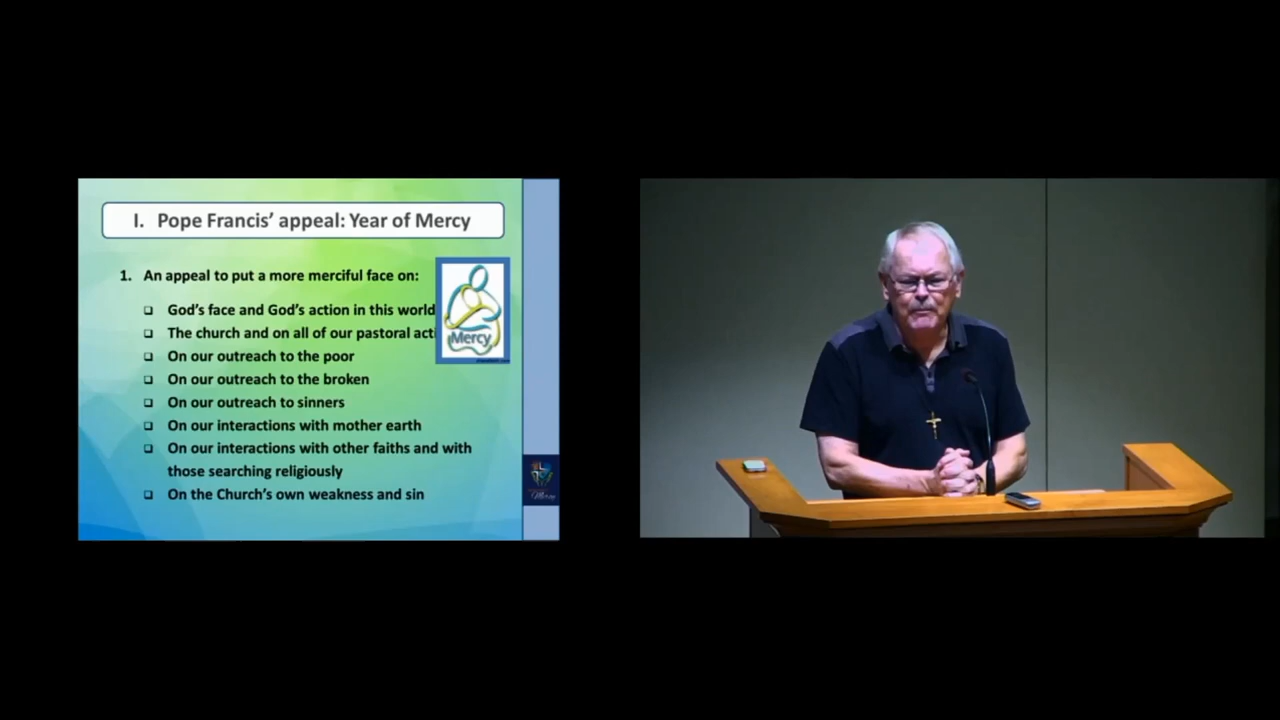 I. Pope Francis’ appeal: Year of Mercy
1. An appeal to put a more merciful face on:
God’s face and God’s action in this world
The church and on all of our pastoral acti
On our outreach to the poor
On our outreach to the broken
On our outreach to sinners
On our interactions with mother earth
On our interactions with other faiths and with
those searching religiously
On the Church’s own weakness and sin
Mercy
Mercy